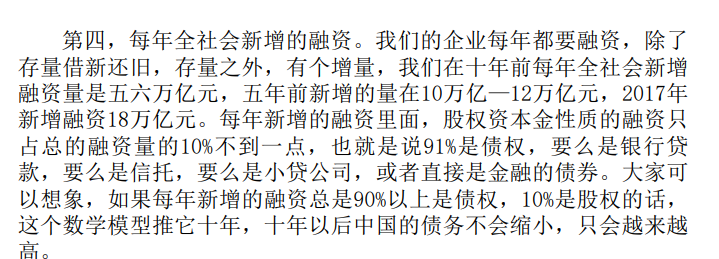 第四，每年全社会新增的融资。我们的企业每年都要融资，除了
存量借新还旧，存量之外，有个增量，我们在十年前每年全社会新增
融资量是五六万亿元，五年前新增的量在10万亿—12万亿元，2017年
新增融资18万亿元。每年新增的融资里面，股权资本金性质的融资只
占总的融资量的10%不到一点，也就是说91%是债权，要么是银行贷
款，要么是信托，要么是小贷公司，或者直接是金融的债券。大家可
以想象，如果每年新增的融资总是90%以上是债权，10%是股权的话，
这个数学模型推它十年，十年以后中国的债务不会缩小，只会越来越
高。